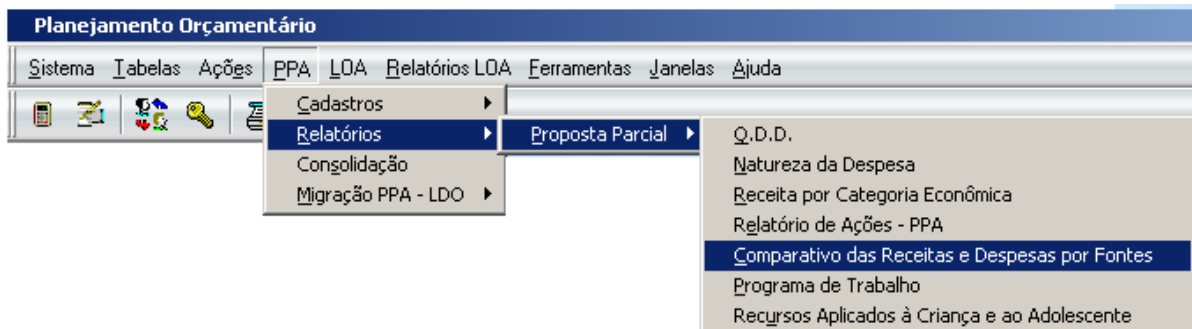 Planejamento Orçamentário
Sistema Tabelas Ações PPA LOA Relatórios LOA Ferramentas Janelas Ajuda
Cadastros
Relatórios
Consolidação
Migração PPA - LDO
Proposta Parcial
Q.D.D.
Natureza da Despesa
Receita por Categoria Econômica
Relatório de Ações - PPA
Comparativo das Receitas e Despesas por Fontes
Programa de Trabalho
Recursos Aplicados à Criança e ao Adolescente